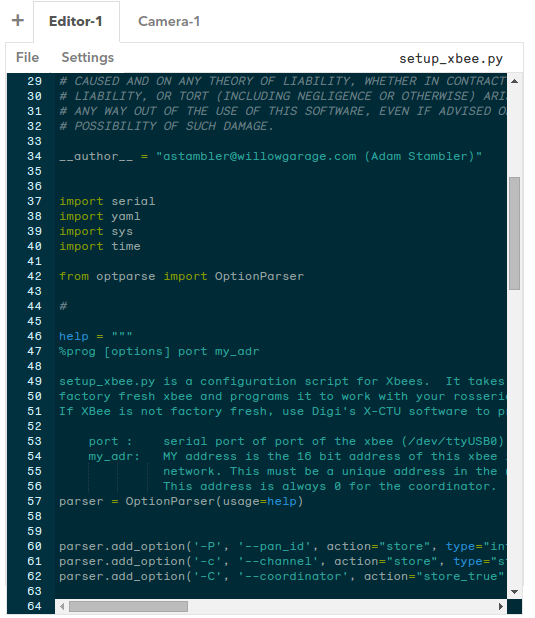 + Editor-1 Camera-1
File Settings setup_xbee.py
29 # CAUSED AND ON ANY THEORY OF LIABILITY, WHETHER IN CONTRACT
30 # LIABILITY, OR TORT (INCLUDING NEGLIGENCE OR OTHERWISE) ARI
31 # ANY WAY OUT OF THE USE OF THIS SOFTWARE, EVEN IF ADVISED O
32 # POSSIBILITY OF SUCH DAMAGE.
33
34 __author__ = "astambler@willowgarage.com (Adam Stambler)"
35
36
37 import serial
38 import yaml
39 import sys
40 import time
41
42 from optparse import OptionParser
43
44 #
45
46 help = """
47 %prog [options] port my_adr
48
49 setup_xbee.py is a configuration script for Xbees.  It takes
50 factory fresh xbee and programs it to work with your rosseri
51 If XBee is not factory fresh, use Digi's X-CTU software to p
52
53     port :    serial port of port of the xbee (/dev/ttyUSB0)
54     my_adr:   MY address is the 16 bit address of this xbee
55               network. This must be a unique address in the
56               This address is always 0 for the coordinator.
57 parser = OptionParser(usage=help)
58
59
60 parser.add_option('-P', '--pan_id', action="store", type="in
61 parser.add_option('-c', '--channel', action="store", type="s
62 parser.add_option('-C', '--coordinator', action="store_true"
63
64